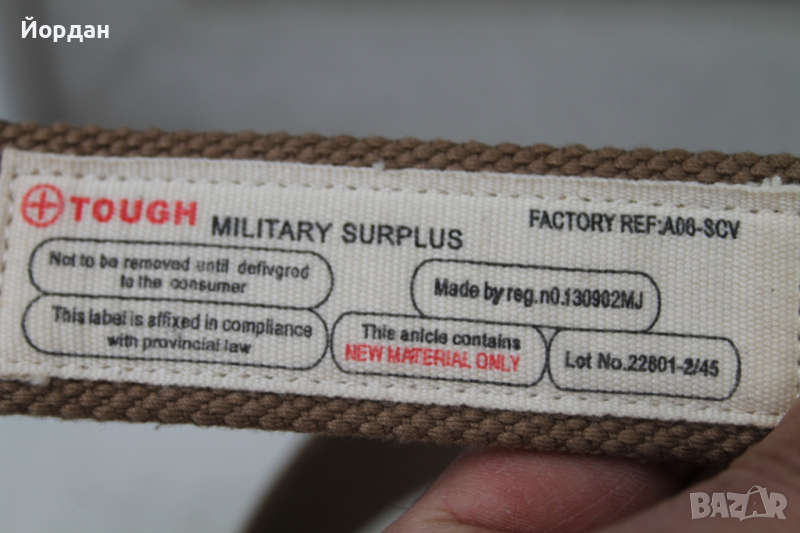 Йордан
TOUGH MILITARY SURPLUS
FACTORY REF:A06-SCV
Not to be removed until defivgrod
to the consumer
Made by reg.n0.130902MJ
This label is affixed in compliance
with provincial law
This anicle contains
NEW MATERIAL ONLY
Lot No.22801-2/45
BAZAR